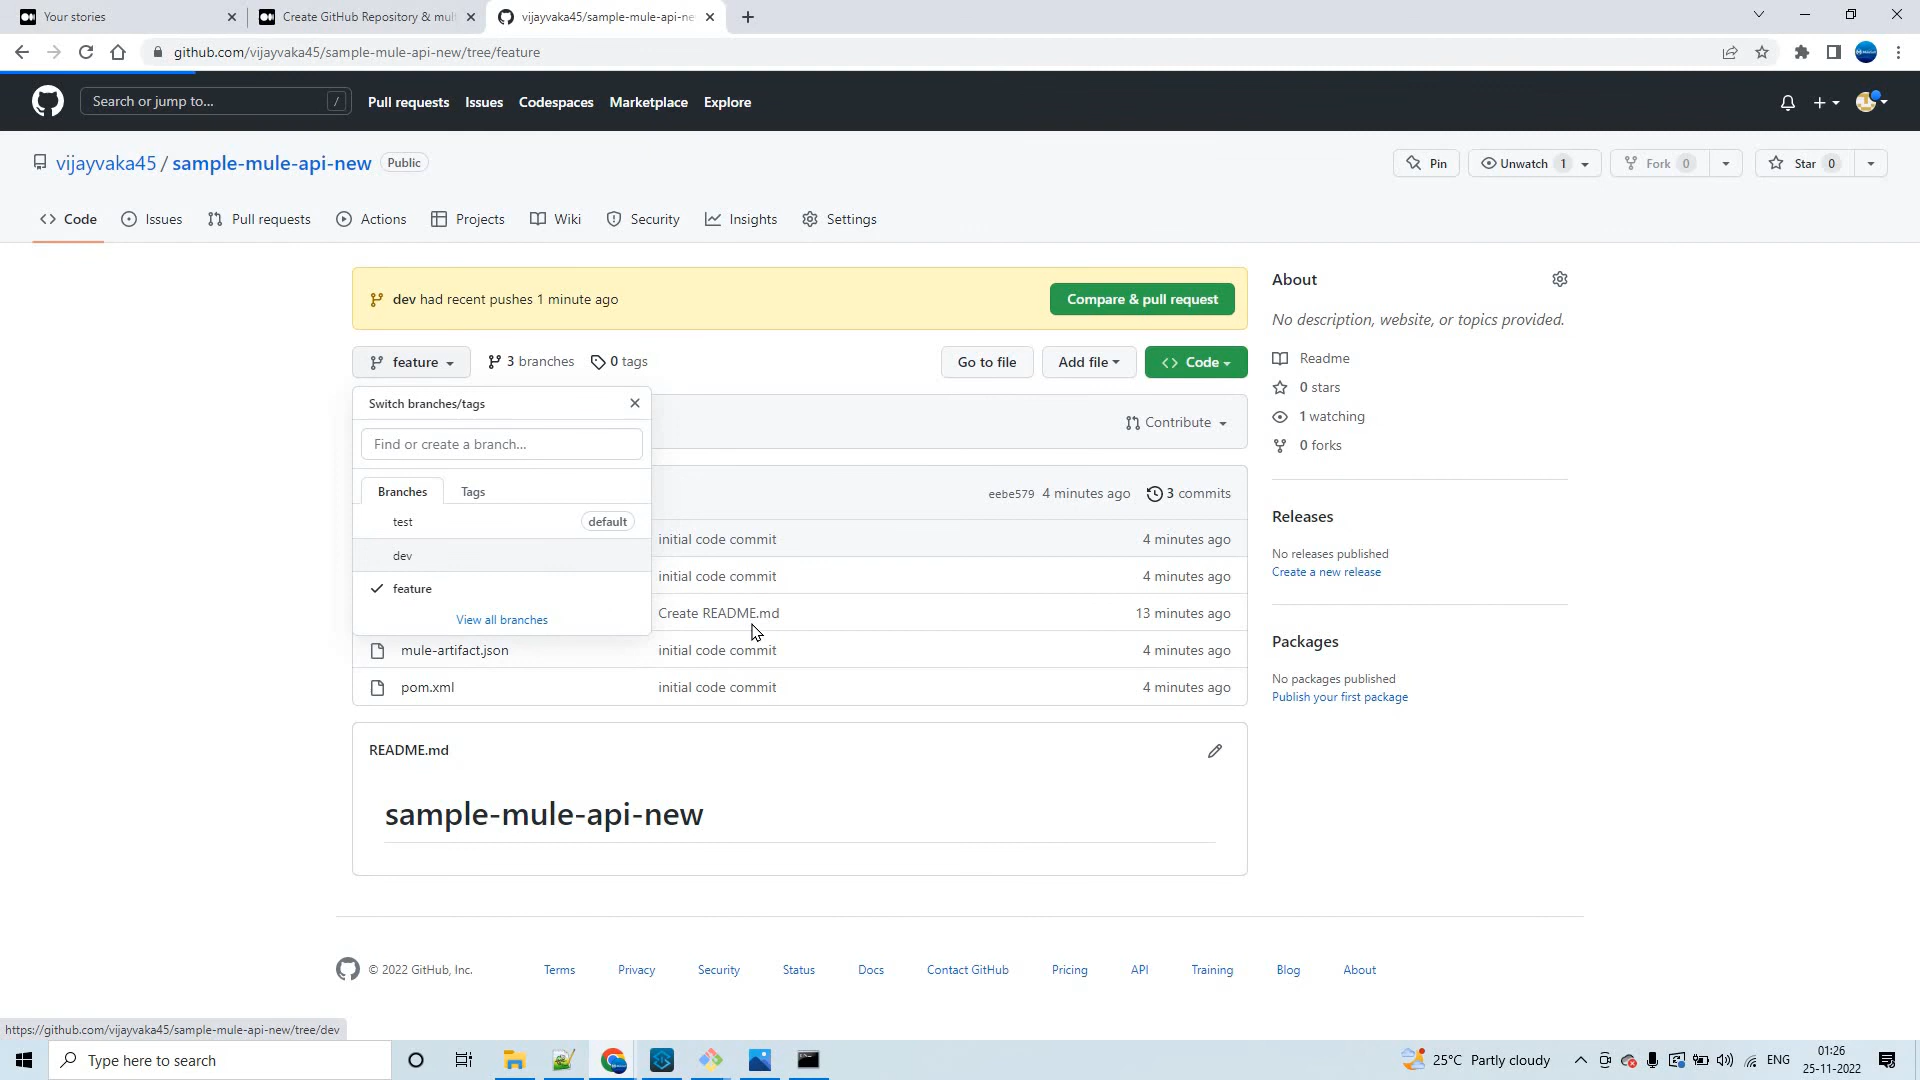 Your stories
Create GitHub Repository & mul
vijayvaka45/sample-mule-api-ne
github.com/vijayvaka45/sample-mule-api-new/tree/feature
Search or jump to...
/
Pull requests
Issues
Codespaces
Marketplace
Explore
vijayvaka45 / sample-mule-api-new
Public
Pin
Unwatch 1
Fork 0
Star 0
Code
Issues
Pull requests
Actions
Projects
Wiki
Security
Insights
Settings
dev had recent pushes 1 minute ago
Compare & pull request
feature
3 branches
0 tags
Go to file
Add file
Code
Switch branches/tags
Find or create a branch...
Branches
Tags
test
default
dev
feature
View all branches
Contribute
eebe579 4 minutes ago
3 commits
initial code commit
4 minutes ago
initial code commit
4 minutes ago
Create README.md
13 minutes ago
mule-artifact.json
initial code commit
4 minutes ago
pom.xml
initial code commit
4 minutes ago
README.md
sample-mule-api-new
About
No description, website, or topics provided.
Readme
0 stars
1 watching
0 forks
Releases
No releases published
Create a new release
Packages
No packages published
Publish your first package
© 2022 GitHub, Inc.
Terms
Privacy
Security
Status
Docs
Contact GitHub
Pricing
API
Training
Blog
About
https://github.com/vijayvaka45/sample-mule-api-new/tree/dev
Type here to search
25°C Partly cloudy
ENG
01:26
25-11-2022